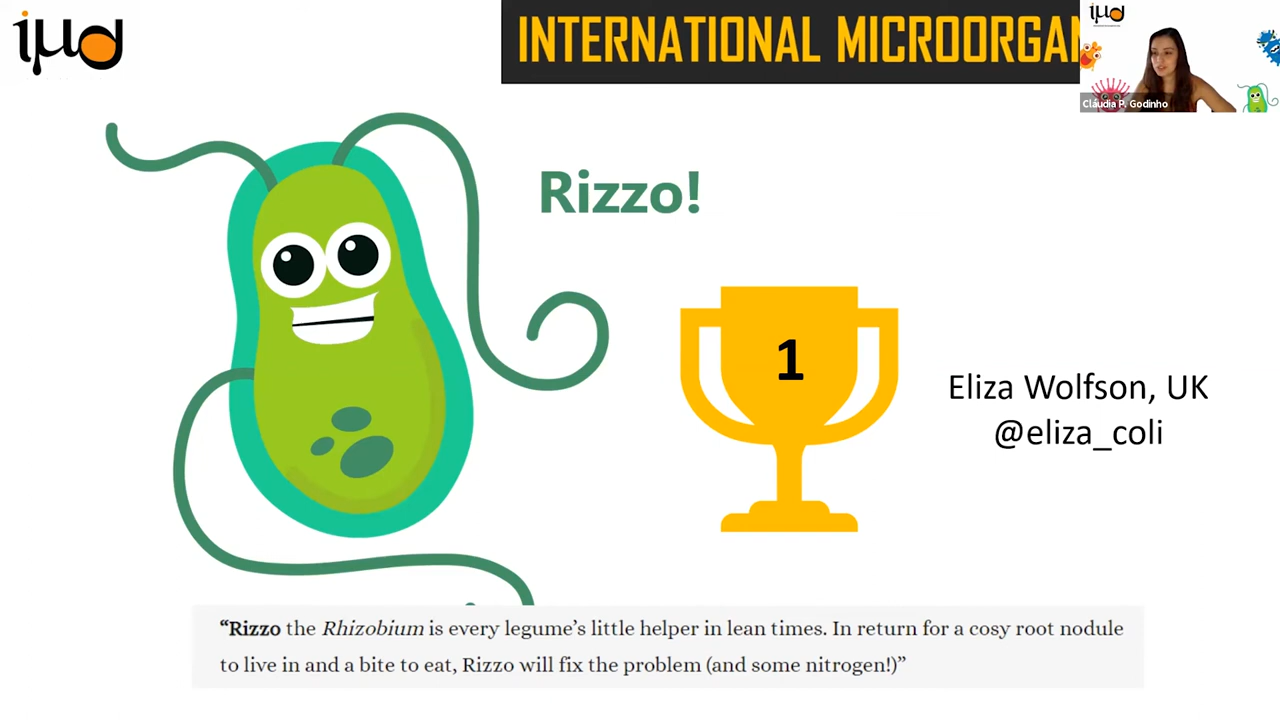 iμd
INTERNATIONAL MICROORGAN
iμd
Cláudia P. Godinho
Rizzo!
1
Eliza Wolfson, UK
@eliza_coli
“Rizzo the Rhizobium is every legume’s little helper in lean times. In return for a cosy root nodule
to live in and a bite to eat, Rizzo will fix the problem (and some nitrogen!)”